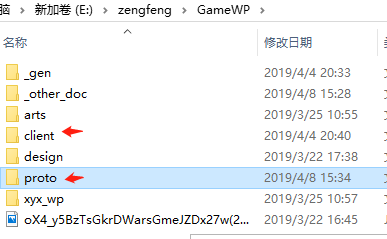 脑 > 新加卷 (E:) > zengfeng > GameWP >
名称 修改日期
_gen 2019/4/4 20:33
_other_doc 2019/4/8 15:28
arts 2019/3/25 10:55
client 2019/4/4 20:40
design 2019/3/22 17:38
proto 2019/4/8 15:34
xyx_wp 2019/3/25 10:57
oX4_y5BzTsGkrDWarsGmeJZDx27w(2... 2019/3/22 16:45